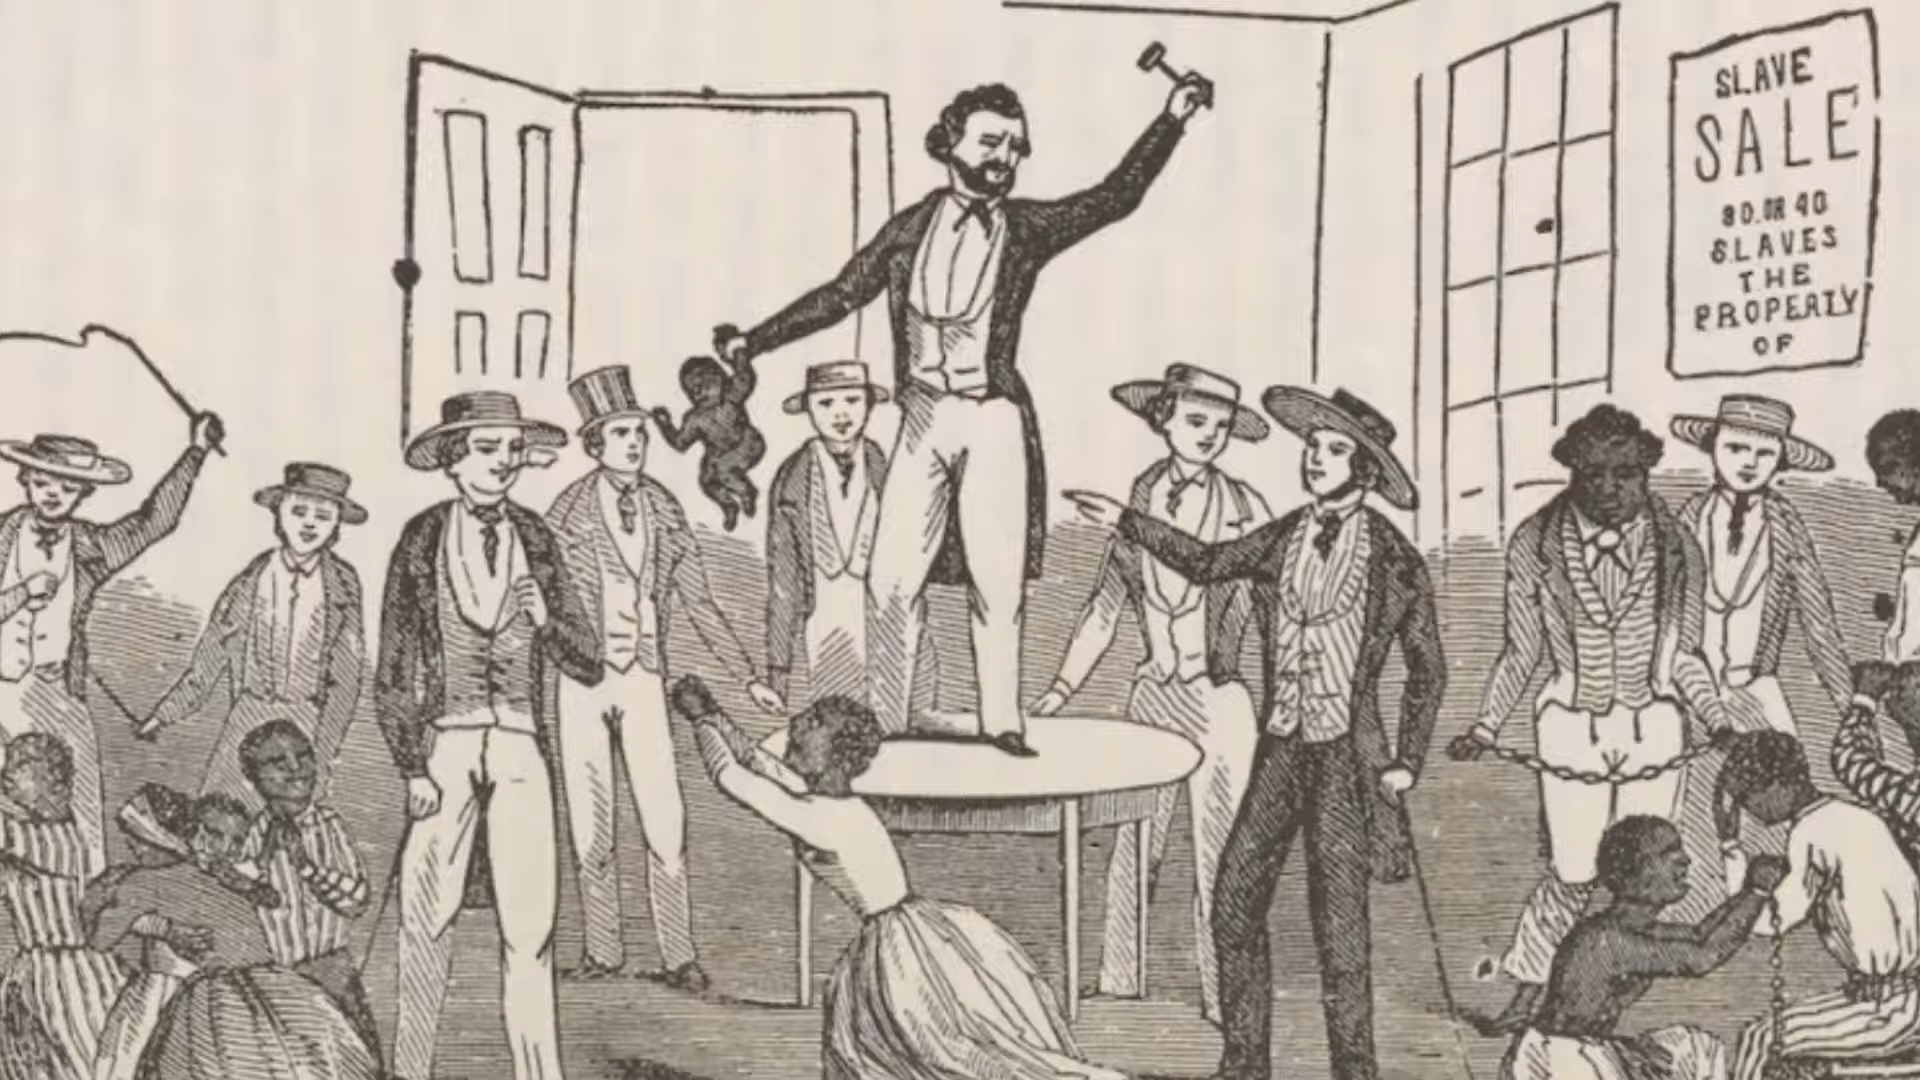 SLAVE
SALE
30. OR 40
SLAVES
THE
PROPERTY
OF